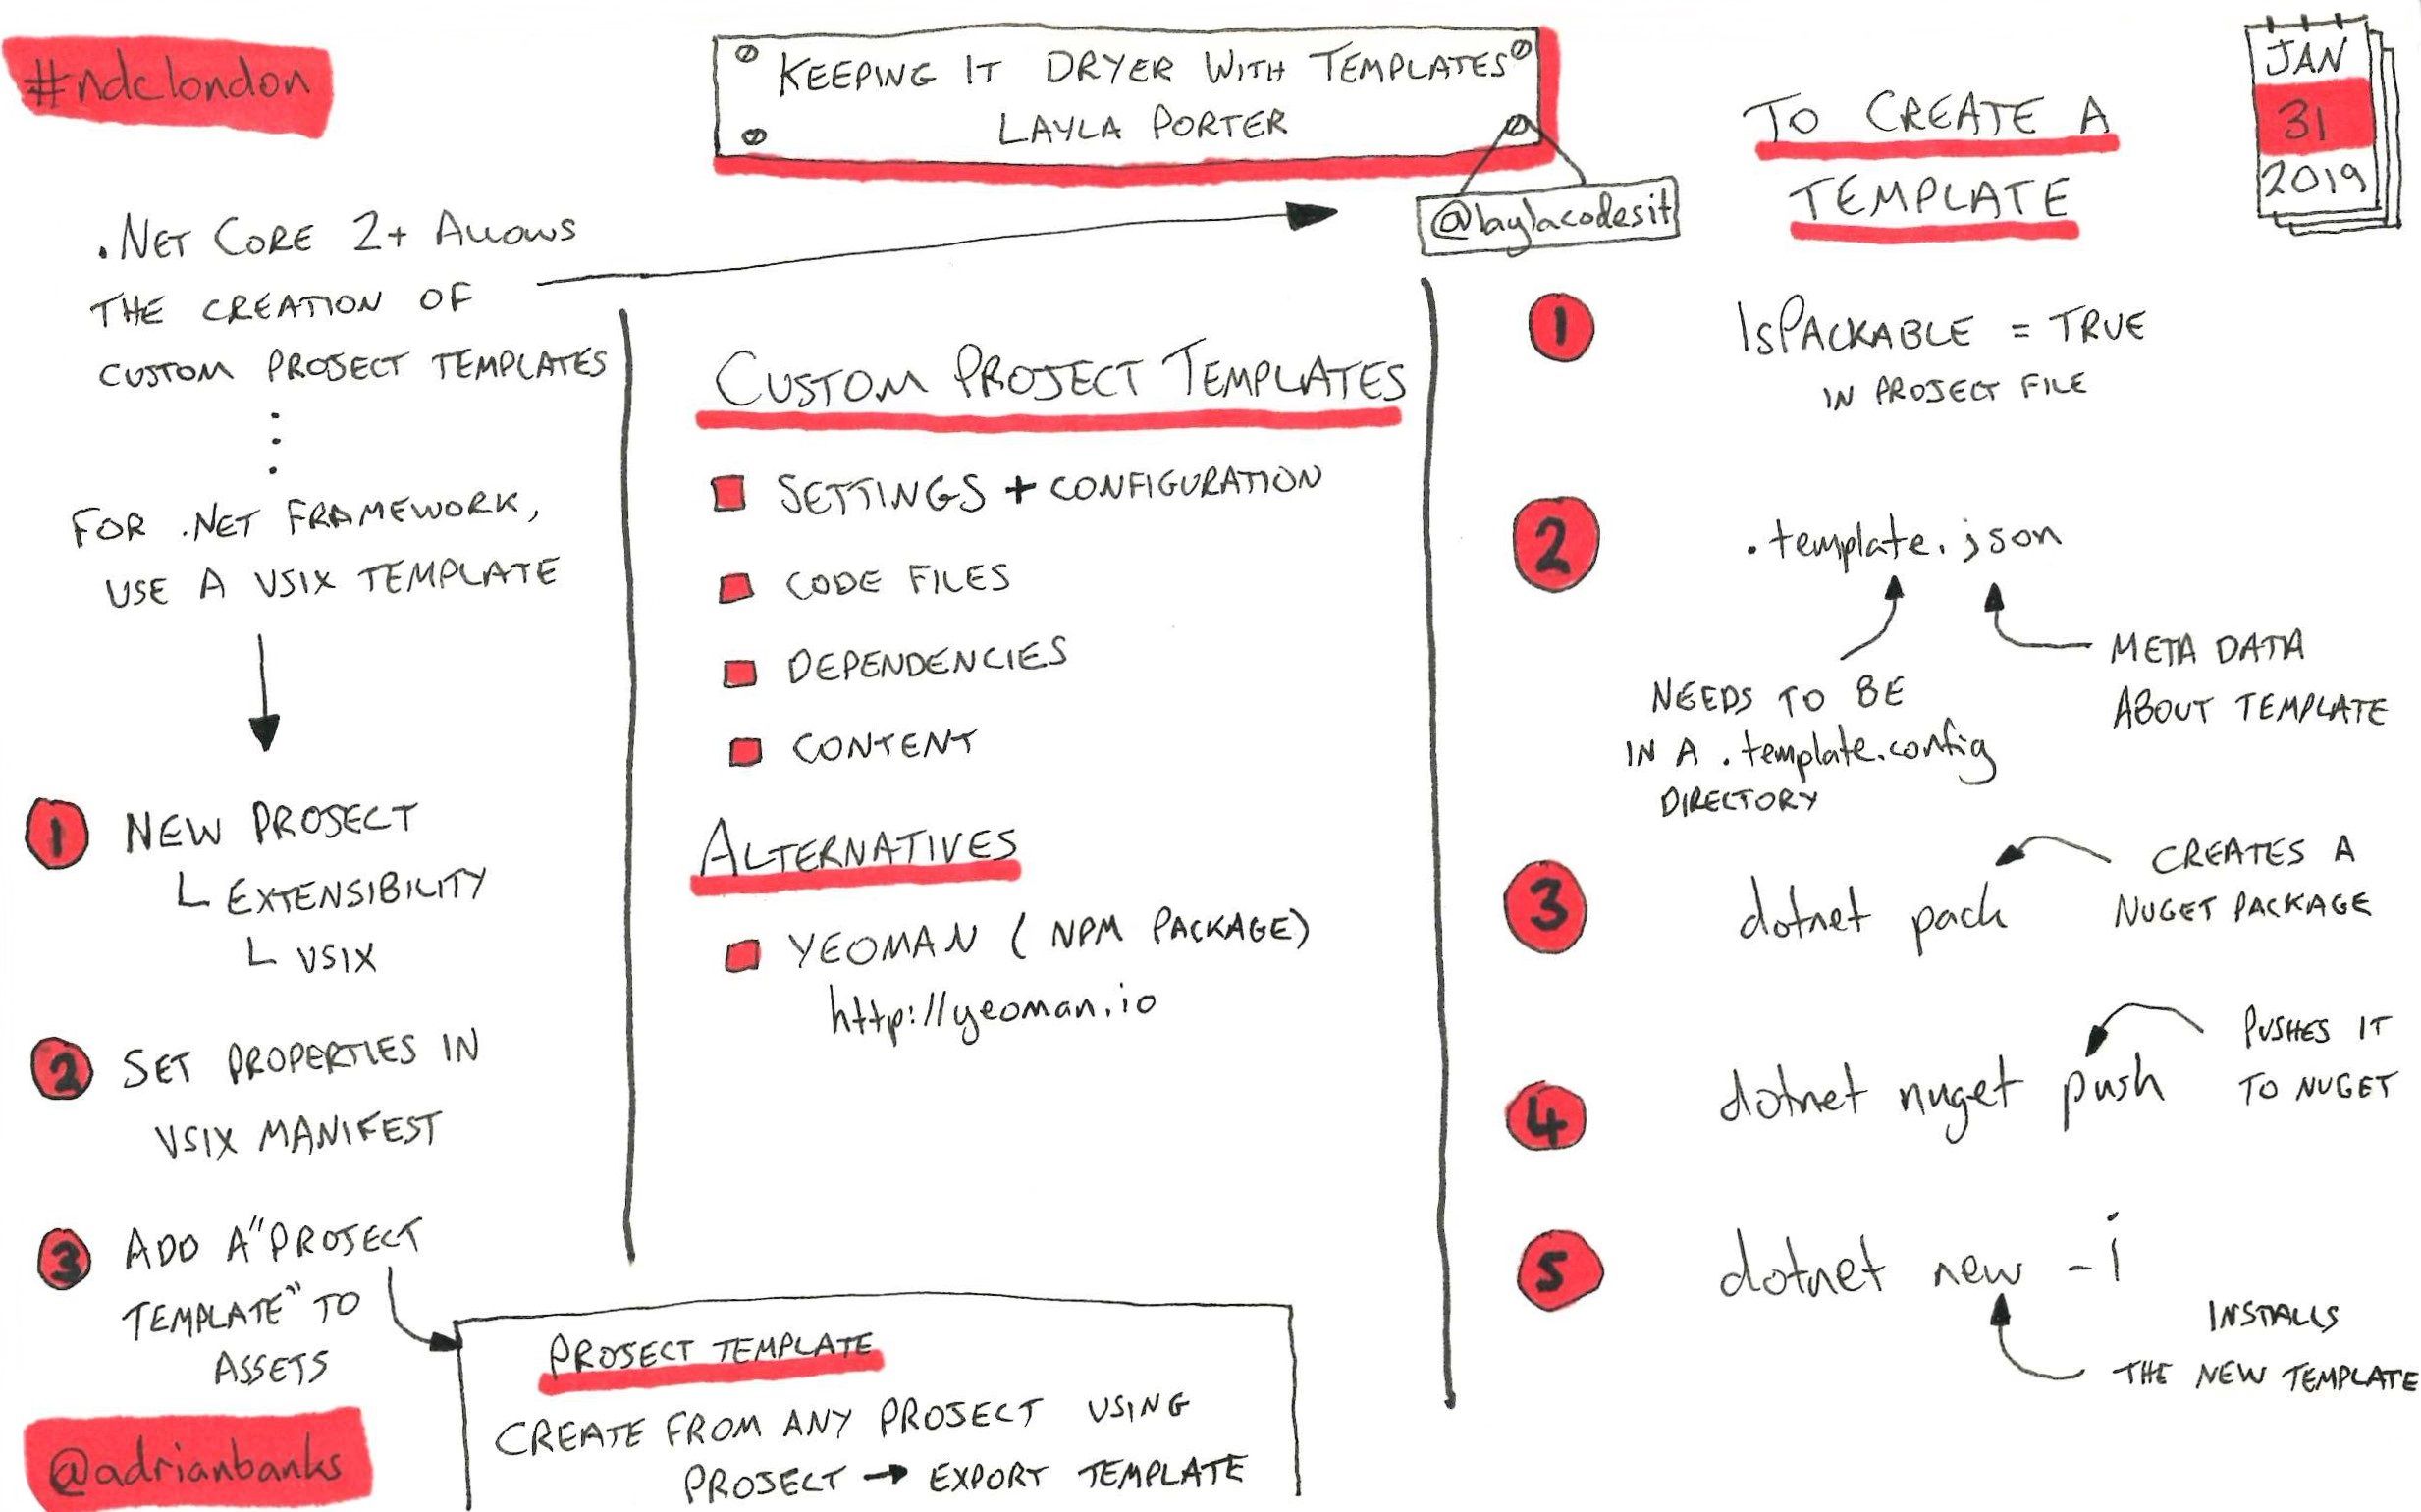 #ndclondon
KEEPING IT DRYER WITH TEMPLATES
LAYLA PORTER
@laylacodesit
JAN
31
2019
.NET CORE 2+ ALLOWS
THE CREATION OF
CUSTOM PROJECT TEMPLATES
FOR .NET FRAMEWORK,
USE A VSIX TEMPLATE
1 NEW PROJECT
EXTENSIBILITY
VSIX
2 SET PROPERTIES IN
VSIX MANIFEST
3 ADD A "PROJECT
TEMPLATE" TO
ASSETS
@adrianbanks
CUSTOM PROJECT TEMPLATES
SETTINGS + CONFIGURATION
CODE FILES
DEPENDENCIES
CONTENT
ALTERNATIVES
YEOMAN (NPM PACKAGE)
http://yeoman.io
PROJECT TEMPLATE
CREATE FROM ANY PROJECT USING
PROJECT → EXPORT TEMPLATE
TO CREATE A
TEMPLATE
1 ISPACKABLE = TRUE
IN PROJECT FILE
2 .template.json
NEEDS TO BE
IN A .template.config
DIRECTORY
META DATA
ABOUT TEMPLATE
3 dotnet pack
CREATES A
NUGET PACKAGE
4 dotnet nuget push
PUSHES IT
TO NUGET
5 dotnet new -i
INSTALLS
THE NEW TEMPLATE